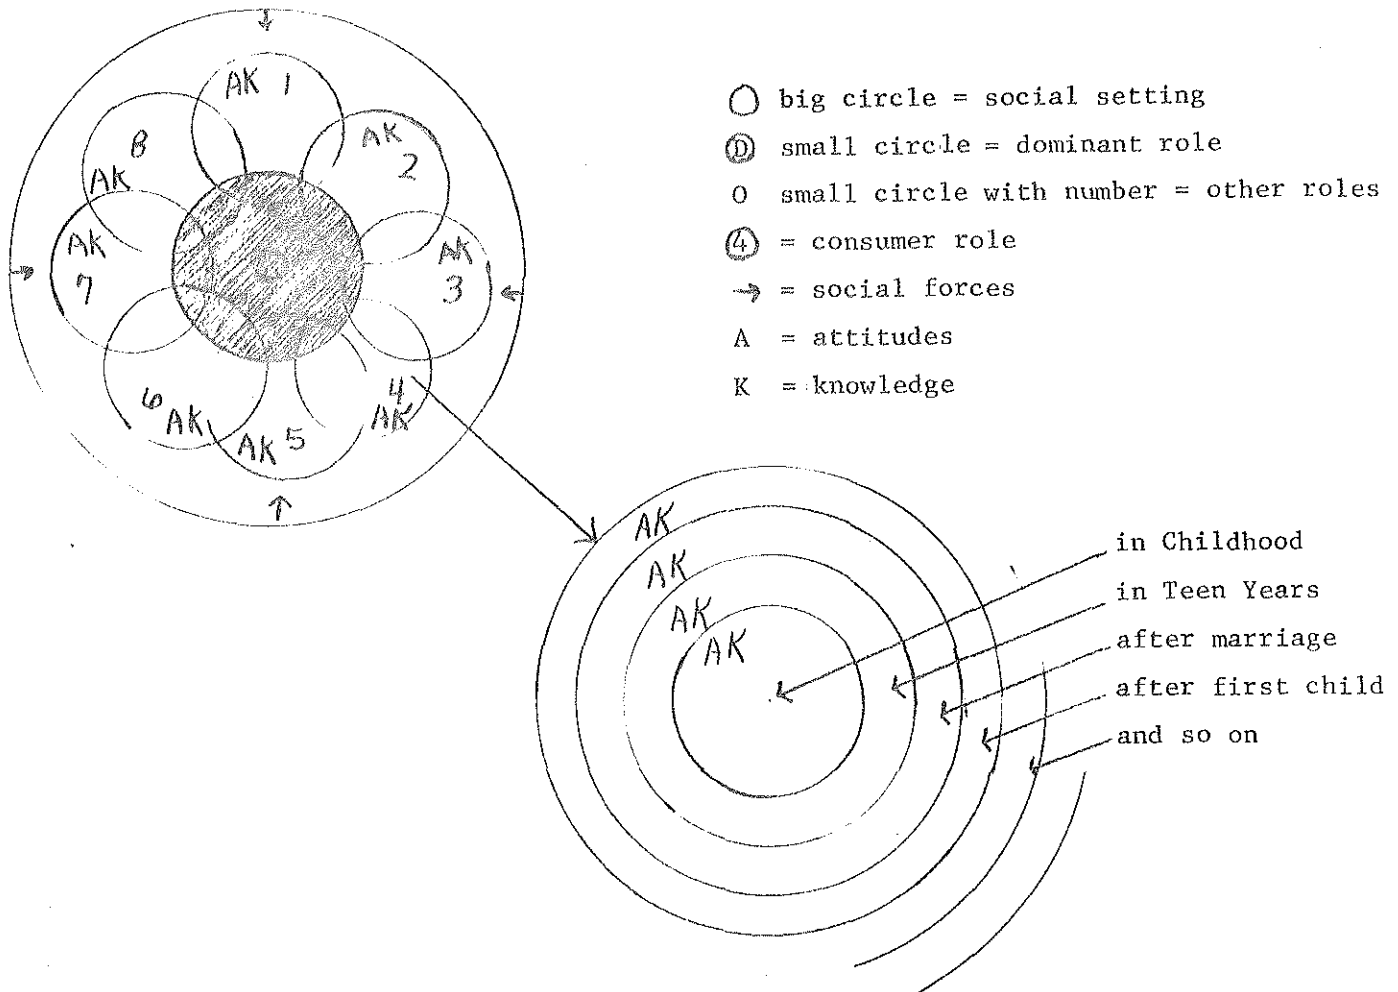 AK 1
AK 2
AK 3
4 AK
AK 5
6 AK
AK 7
8 AK
big circle = social setting
D small circle = dominant role
O small circle with number = other roles
4 = consumer role
→ = social forces
A = attitudes
K = knowledge
AK
AK
AK
AK
in Childhood
in Teen Years
after marriage
after first child
and so on